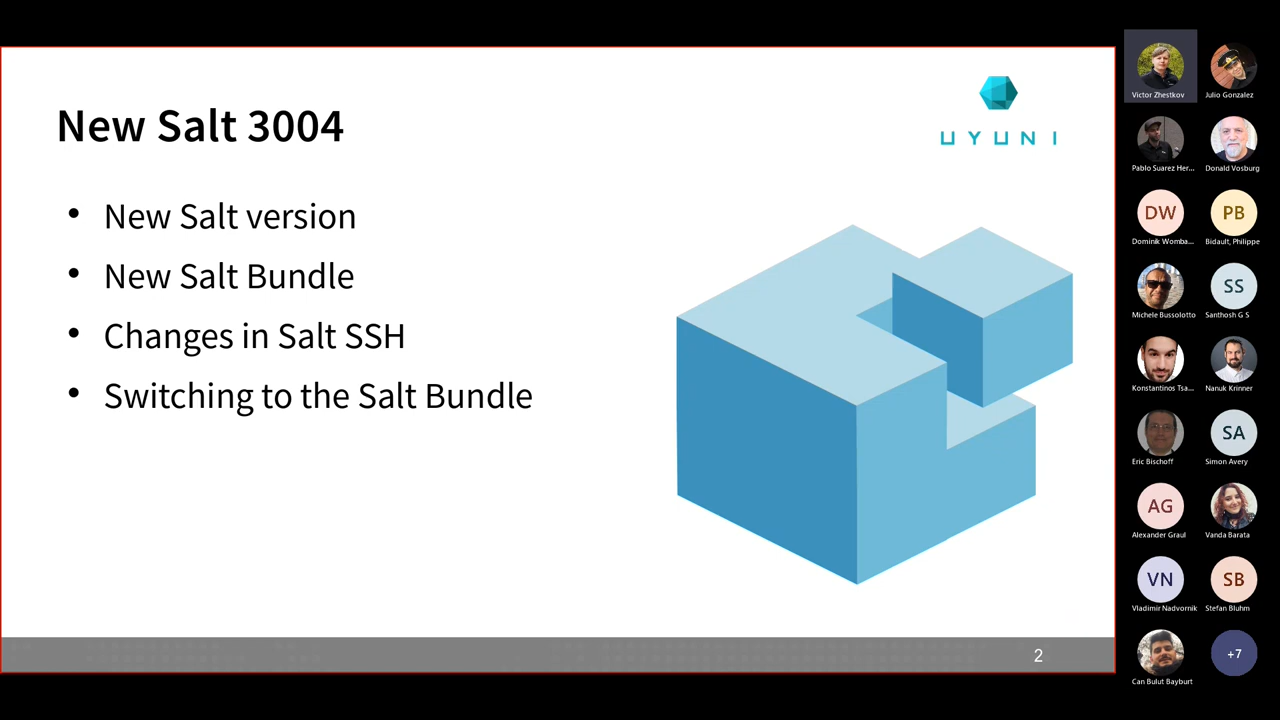 New Salt 3004
UYUNI
• New Salt version
• New Salt Bundle
• Changes in Salt SSH
• Switching to the Salt Bundle
2
Victor Zhestkov
Julio Gonzalez
Pablo Suarez Her...
Donald Vosburg
DW
Dominik Womba...
PB
Bidault, Philippe
Michele Bussolotto
SS
Santhosh G S
Konstantinos Tsa...
Nanuk Krinner
Eric Bischoff
SA
Simon Avery
AG
Alexander Graul
Vanda Barata
VN
Vladimir Nadvornik
SB
Stefan Bluhm
Can Bulut Bayburt
+7